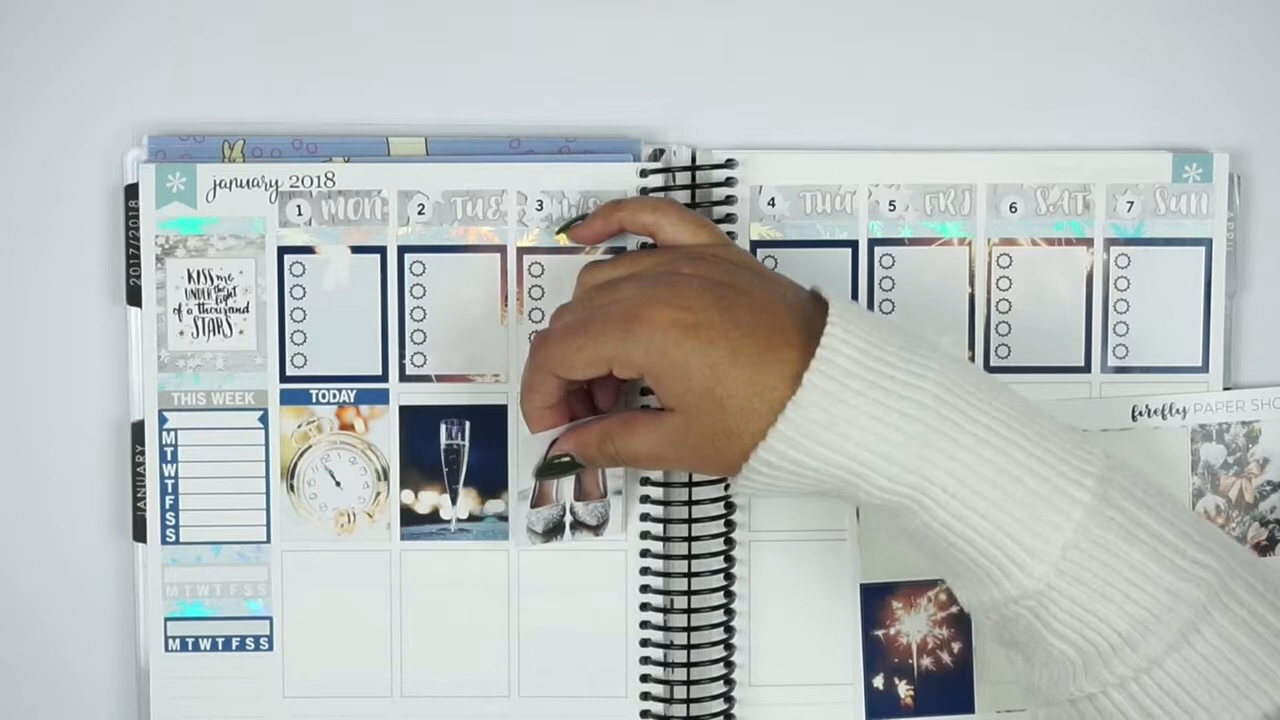 january 2018
1 MON
2 TUE
3
4 THU
5 FRI
6 SAT
7 SUN
2017/2018
KISS me
UNDER the light
of a thousand
STARS
THIS WEEK
TODAY
M
T
W
T
F
S
S
JANUARY
M T W T F S S
M T W T F S S
firefly PAPER SHO